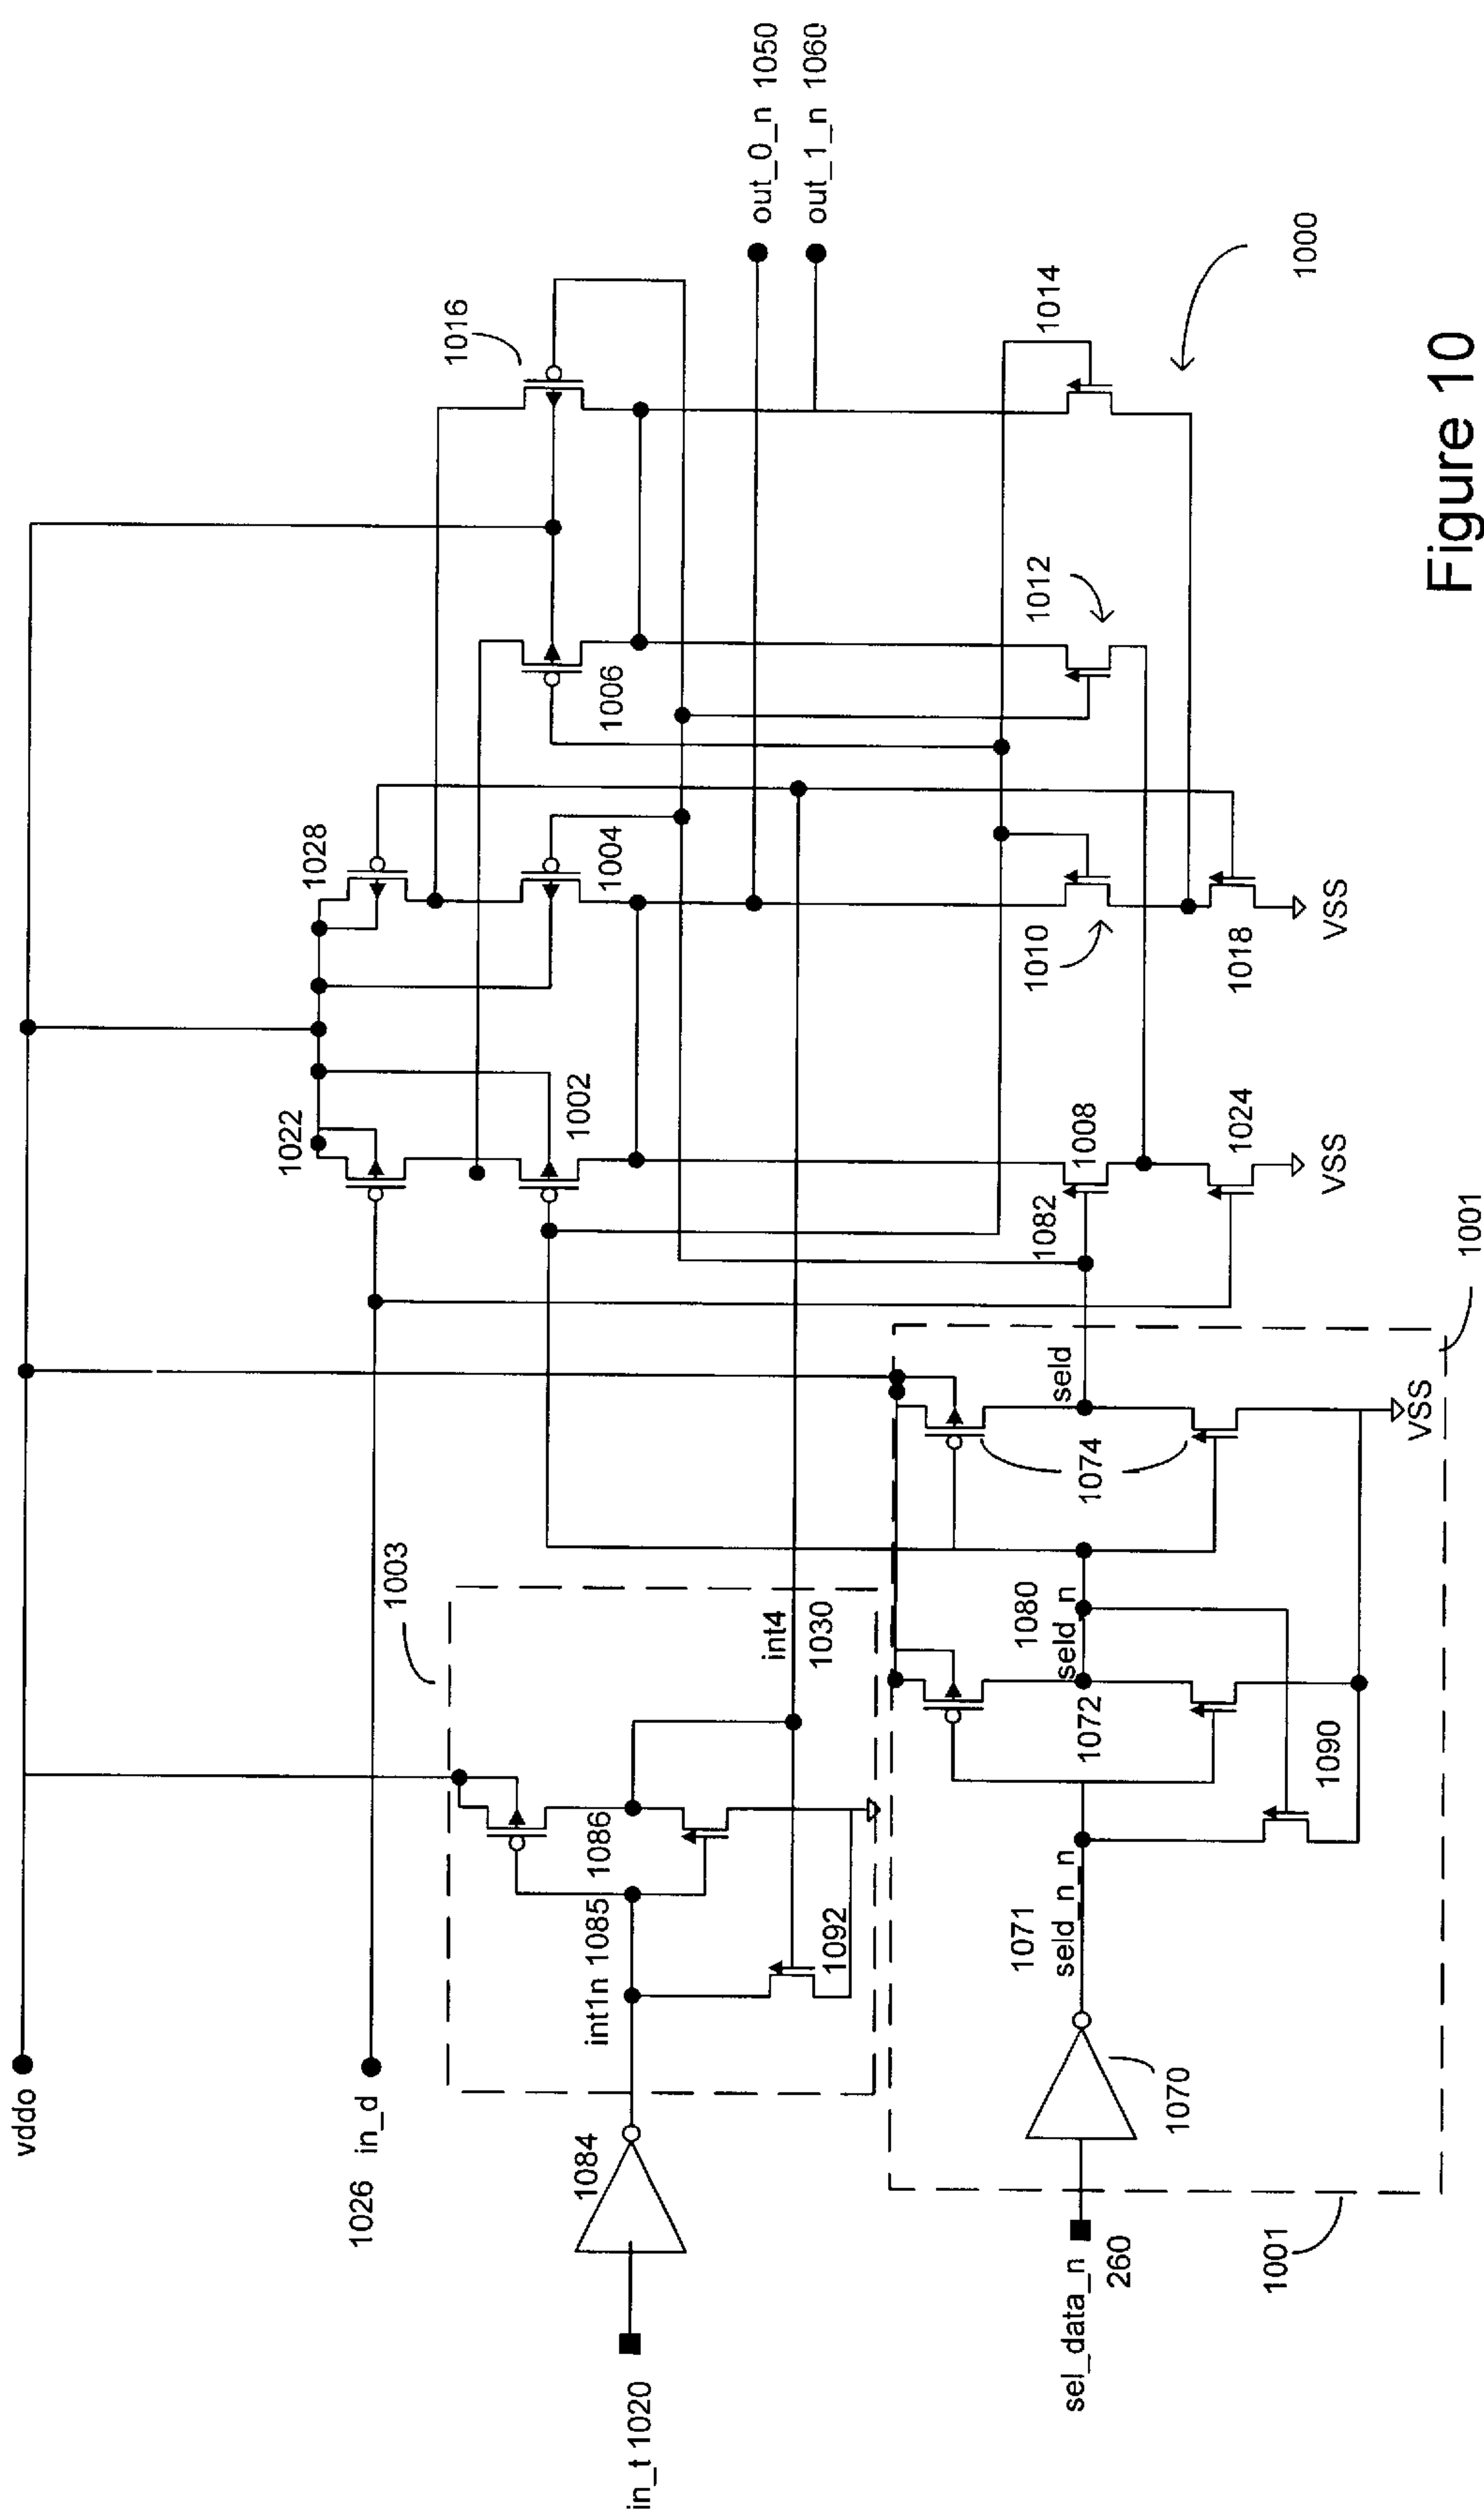 vddo
1026 in_d
1003
1022
1028
1002
1004
1006
1016
in_t 1020
1084
int1n 1085
1086
1092
int4
1030
out_0_n 1050
out_1_n 1060
sel_data_n
260
1070
1071
seld_n_n
1072
1080
seld_n
1090
1074
seld
VSS
1082
1008
1024
VSS
1010
1018
VSS
1012
1014
1000
1001
1001
Figure 10